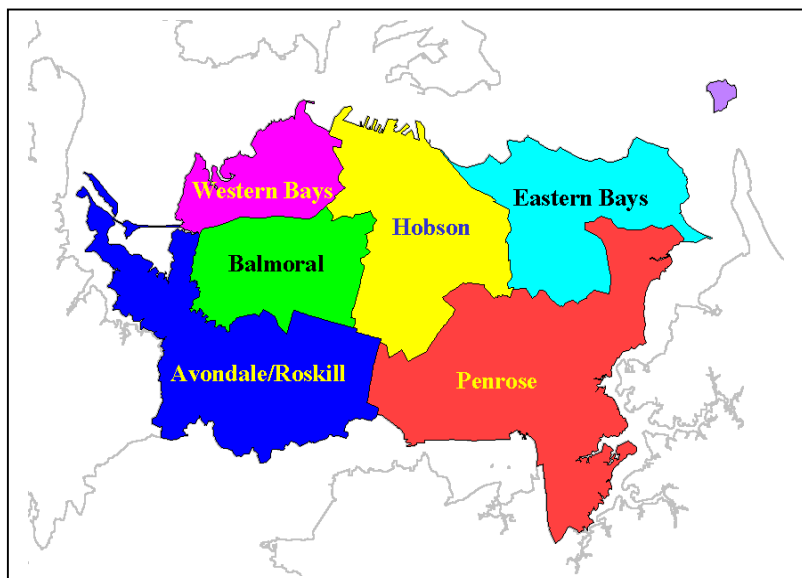 Western Bays
Eastern Bays
Hobson
Balmoral
Avondale/Roskill
Penrose